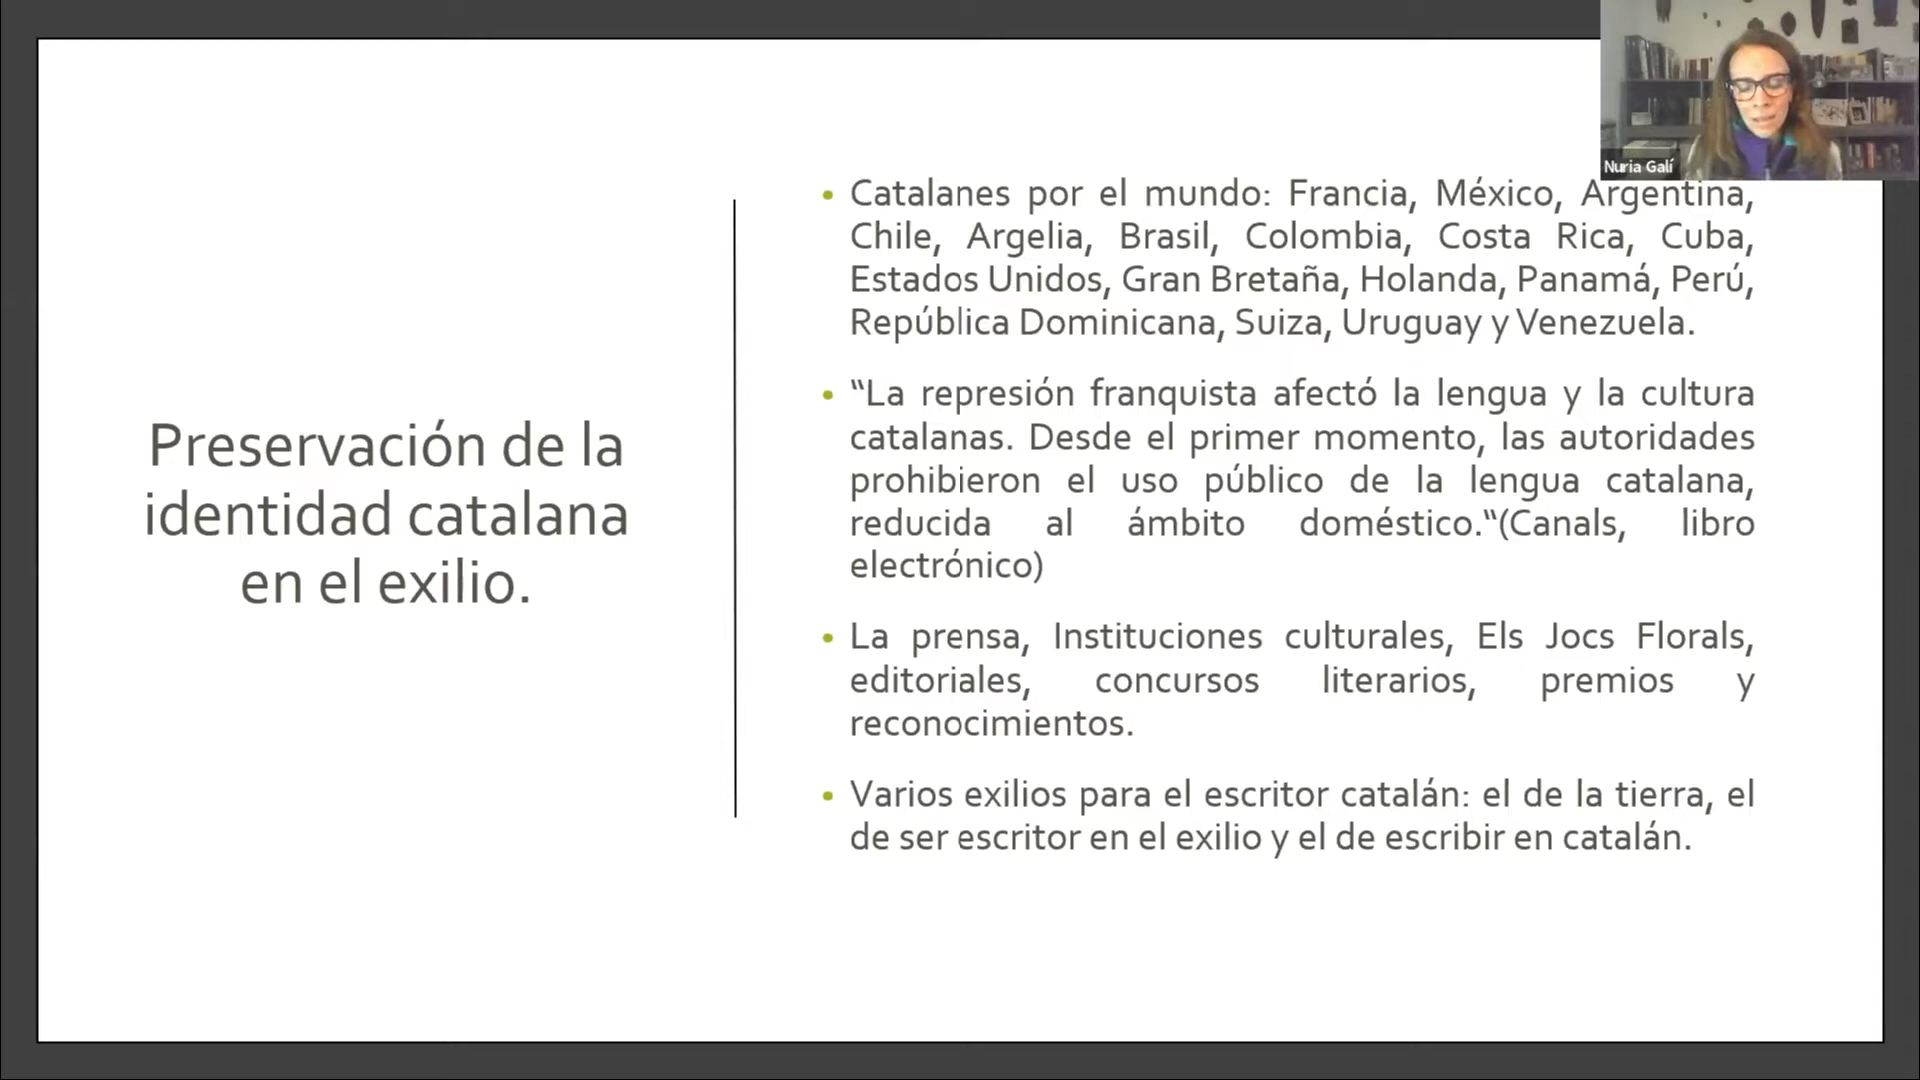 Nuria Galí
Preservación de la
identidad catalana
en el exilio.
• Catalanes por el mundo: Francia, México, Argentina,
Chile, Argelia, Brasil, Colombia, Costa Rica, Cuba,
Estados Unidos, Gran Bretaña, Holanda, Panamá, Perú,
República Dominicana, Suiza, Uruguay y Venezuela.
• “La represión franquista afectó la lengua y la cultura
catalanas. Desde el primer momento, las autoridades
prohibieron el uso público de la lengua catalana,
reducida al ámbito doméstico.“(Canals, libro
electrónico)
• La prensa, Instituciones culturales, Els Jocs Florals,
editoriales, concursos literarios, premios y
reconocimientos.
• Varios exilios para el escritor catalán: el de la tierra, el
de ser escritor en el exilio y el de escribir en catalán.